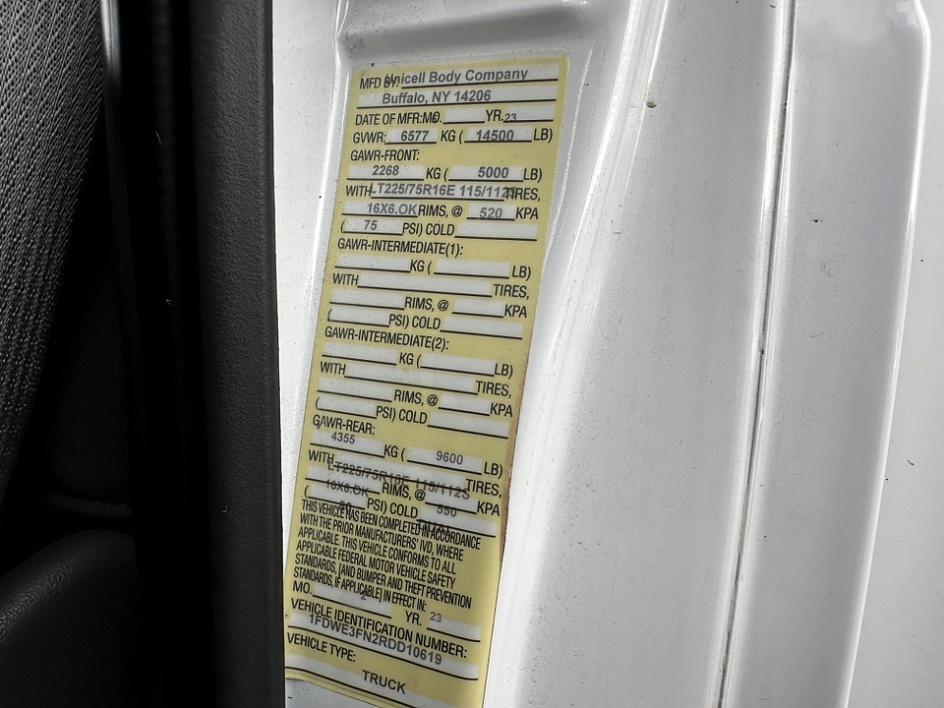 MFD BY: Unicell Body Company
Buffalo, NY 14206
DATE OF MFR: MO. YR. 23
GVWR: 6577 KG ( 14500 LB)
GAWR-FRONT:
2268 KG ( 5000 LB)
WITH LT225/75R16E 115/112S TIRES,
16X6.0K RIMS, @ 520 KPA
( 75 PSI) COLD
GAWR-INTERMEDIATE(1):
KG ( LB)
WITH TIRES,
RIMS, @ KPA
( PSI) COLD
GAWR-INTERMEDIATE(2):
KG ( LB)
WITH TIRES,
RIMS, @ KPA
( PSI) COLD
GAWR-REAR:
4355 KG ( 9600 LB)
WITH LT225/75R16E 115/112S TIRES,
16X6.0K RIMS, @ 550 KPA
( 80 PSI) COLD
THIS VEHICLE HAS BEEN COMPLETED IN ACCORDANCE
WITH THE PRIOR MANUFACTURERS' IVD, WHERE
APPLICABLE. THIS VEHICLE CONFORMS TO ALL
APPLICABLE FEDERAL MOTOR VEHICLE SAFETY
STANDARDS, [AND BUMPER AND THEFT PREVENTION
STANDARDS, IF APPLICABLE] IN EFFECT IN:
MO. 2 YR. 23
VEHICLE IDENTIFICATION NUMBER:
1FDWE3FN2RDD10619
VEHICLE TYPE:
TRUCK